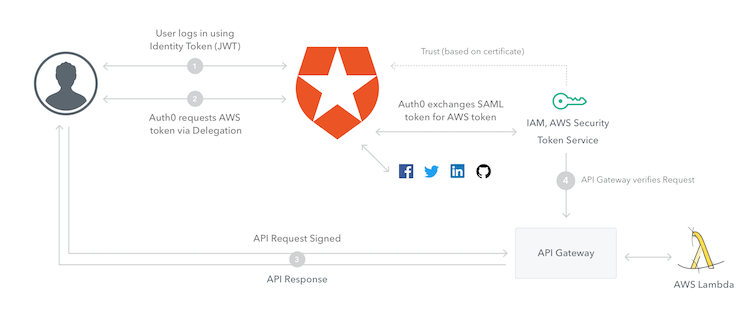 User logs in using
Identity Token (JWT)
1
2
Auth0 requests AWS
token via Delegation
Trust (based on certificate)
Auth0 exchanges SAML
token for AWS token
IAM, AWS Security
Token Service
4
API Gateway verifies Request
API Request Signed
3
API Response
API Gateway
AWS Lambda